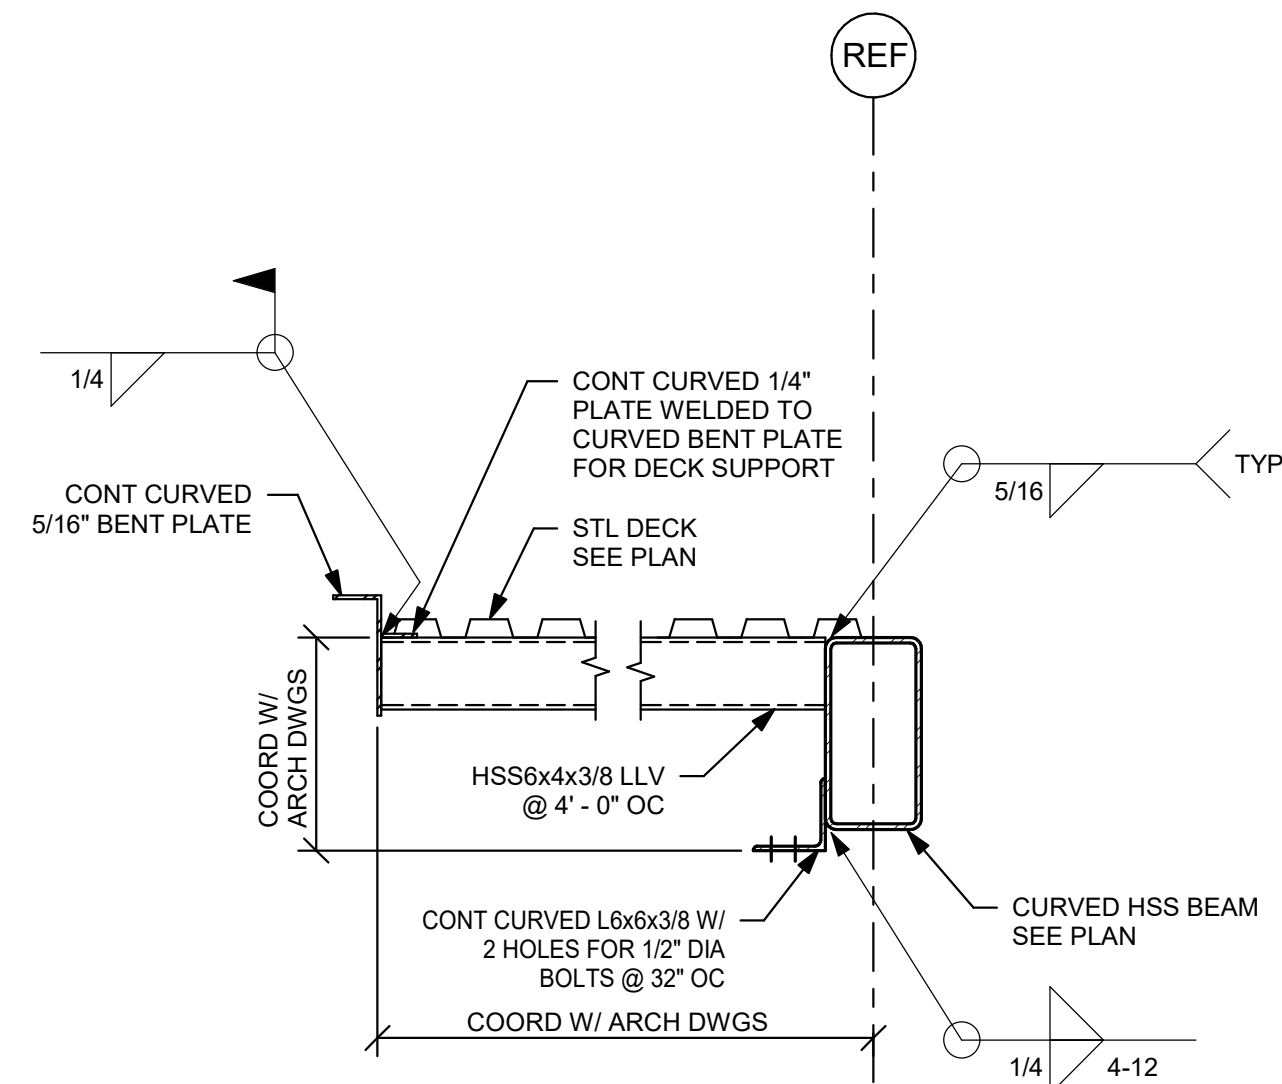 REF
1/4
CONT CURVED 1/4"
PLATE WELDED TO
CURVED BENT PLATE
FOR DECK SUPPORT
5/16
TYP
CONT CURVED
5/16" BENT PLATE
STL DECK
SEE PLAN
COORD W/
ARCH DWGS
HSS6x4x3/8 LLV
@ 4' - 0" OC
CONT CURVED L6x6x3/8 W/
2 HOLES FOR 1/2" DIA
BOLTS @ 32" OC
CURVED HSS BEAM
SEE PLAN
COORD W/ ARCH DWGS
1/4
4-12